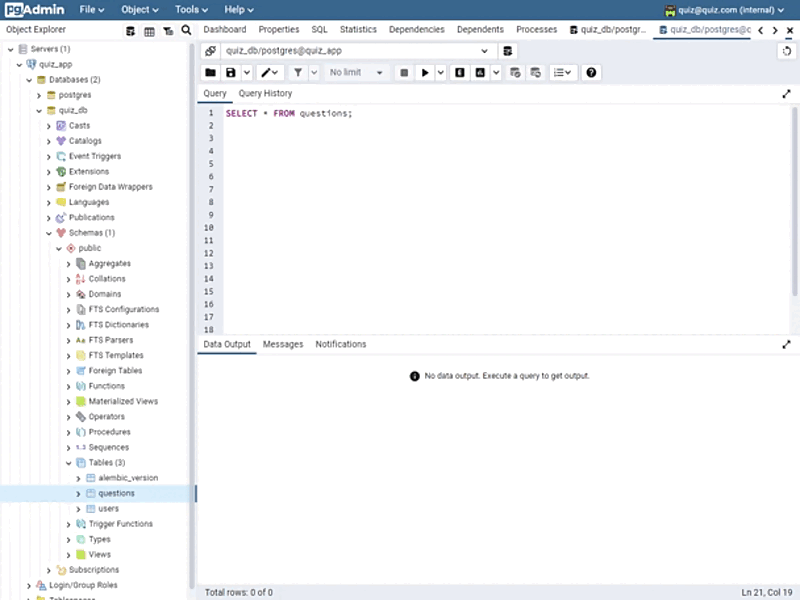 pgAdmin File Object Tools Help quiz@quiz.com (internal)
Object Explorer
Dashboard Properties SQL Statistics Dependencies Dependents Processes quiz_db/postgr... quiz_db/postgres@c
Servers (1)
quiz_app
Databases (2)
postgres
quiz_db
Casts
Catalogs
Event Triggers
Extensions
Foreign Data Wrappers
Languages
Publications
Schemas (1)
public
Aggregates
Collations
Domains
FTS Configurations
FTS Dictionaries
FTS Parsers
FTS Templates
Foreign Tables
Functions
Materialized Views
Operators
Procedures
1..3 Sequences
Tables (3)
alembic_version
questions
users
Trigger Functions
Types
Views
Subscriptions
Login/Group Roles
quiz_db/postgres@quiz_app
No limit
Query Query History
1 SELECT * FROM questions;
2
3
4
5
6
7
8
9
10
11
12
13
14
15
16
17
18
Data Output Messages Notifications
No data output. Execute a query to get output.
Total rows: 0 of 0 Ln 21, Col 19